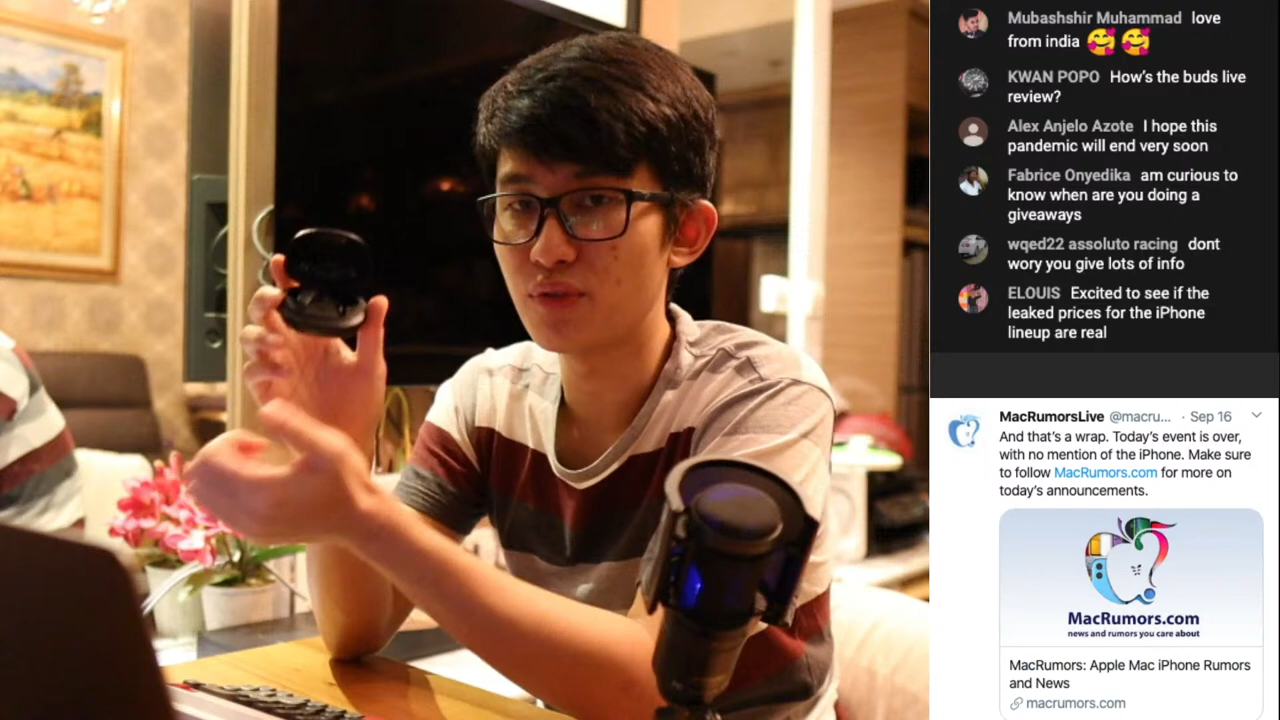 Mubashshir Muhammad love
from india 🥰 🥰
KWAN POPO How's the buds live
review?
Alex Anjelo Azote I hope this
pandemic will end very soon
Fabrice Onyedika am curious to
know when are you doing a
giveaways
wqed22 assoluto racing dont
wory you give lots of info
ELOUIS Excited to see if the
leaked prices for the iPhone
lineup are real
MacRumorsLive @macru... · Sep 16
And that's a wrap. Today's event is over,
with no mention of the iPhone. Make sure
to follow MacRumors.com for more on
today's announcements.
MacRumors.com
news and rumors you care about
MacRumors: Apple Mac iPhone Rumors
and News
macrumors.com